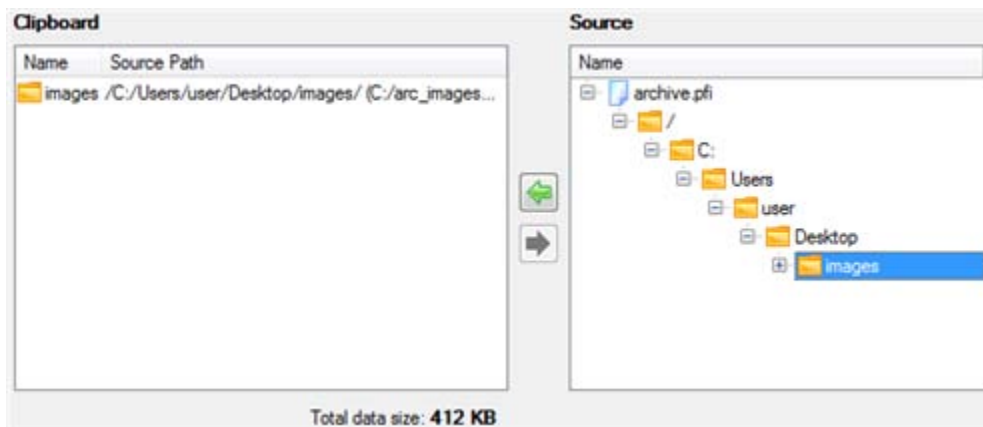 Clipboard
Name Source Path
images /C:/Users/user/Desktop/images/ (C:/arc_images...
Total data size: 412 KB
Source
Name
archive.pfi
/
C:
Users
user
Desktop
images